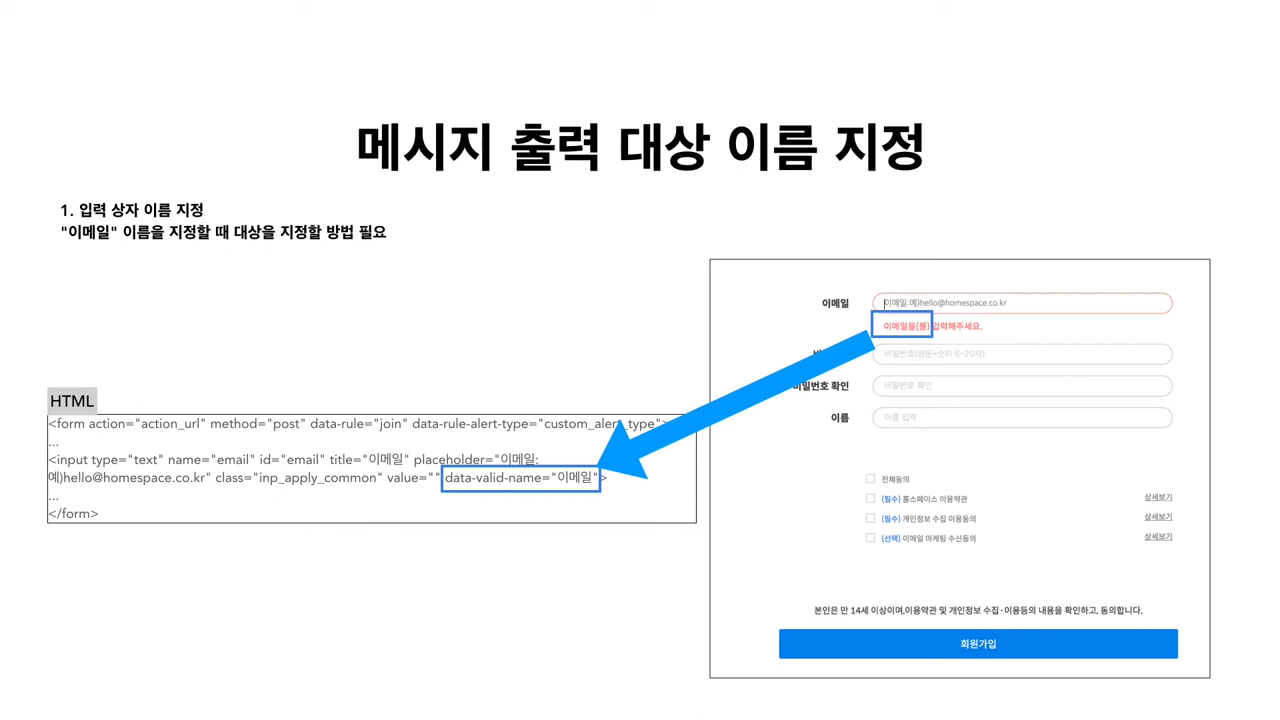 메시지 출력 대상 이름 지정
1. 입력 상자 이름 지정
"이메일" 이름을 지정할 때 대상을 지정할 방법 필요
HTML
<form action="action_url" method="post" data-rule="join" data-rule-alert-type="custom_alert_type">
...
<input type="text" name="email" id="email" title="이메일" placeholder="이메일:
예)hello@homespace.co.kr" class="inp_apply_common" value="" data-valid-name="이메일">
...
</form>
이메일
이메일:예)hello@homespace.co.kr
이메일을(를) 입력해주세요.
비밀번호(영문+숫자 8~20자)
비밀번호 확인
비밀번호 확인
이름
이름 입력
전체동의
(필수) 홈스페이스 이용약관 상세보기
(필수) 개인정보 수집 이용동의 상세보기
(선택) 이메일 마케팅 수신동의 상세보기
본인은 만 14세 이상이며,이용약관 및 개인정보 수집·이용등의 내용을 확인하고, 동의합니다.
회원가입